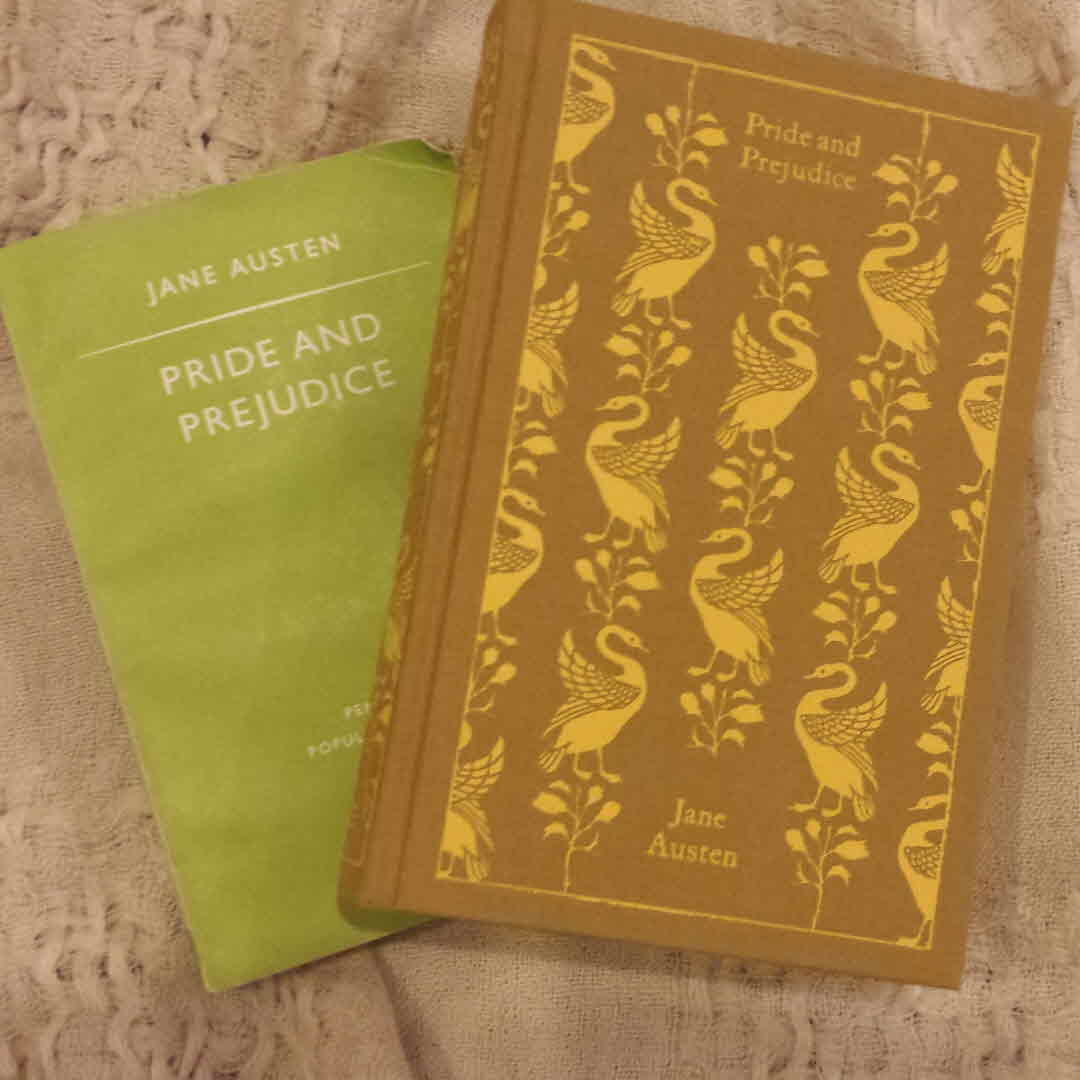 JANE AUSTEN
PRIDE AND
PREJUDICE
Pride and
Prejudice
Jane
Austen